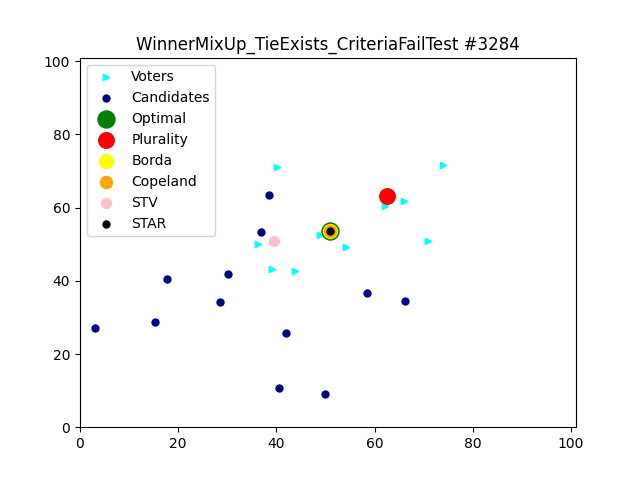 WinnerMixUp_TieExists_CriteriaFailTest #3284
100
80
60
40
20
0
0 20 40 60 80 100
Voters
Candidates
Optimal
Plurality
Borda
Copeland
STV
STAR